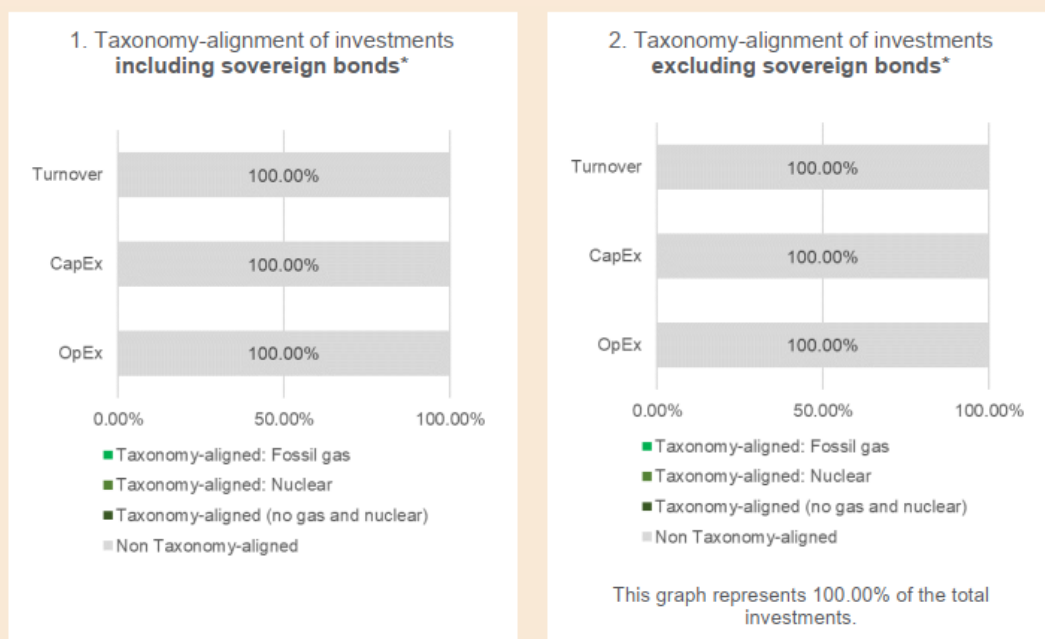 1. Taxonomy-alignment of investments
including sovereign bonds*
Turnover
100.00%
CapEx
100.00%
OpEx
100.00%
0.00%
50.00%
100.00%
Taxonomy-aligned: Fossil gas
Taxonomy-aligned: Nuclear
Taxonomy-aligned (no gas and nuclear)
Non Taxonomy-aligned
2. Taxonomy-alignment of investments
excluding sovereign bonds*
Turnover
100.00%
CapEx
100.00%
OpEx
100.00%
0.00%
50.00%
100.00%
Taxonomy-aligned: Fossil gas
Taxonomy-aligned: Nuclear
Taxonomy-aligned (no gas and nuclear)
Non Taxonomy-aligned
This graph represents 100.00% of the total
investments.